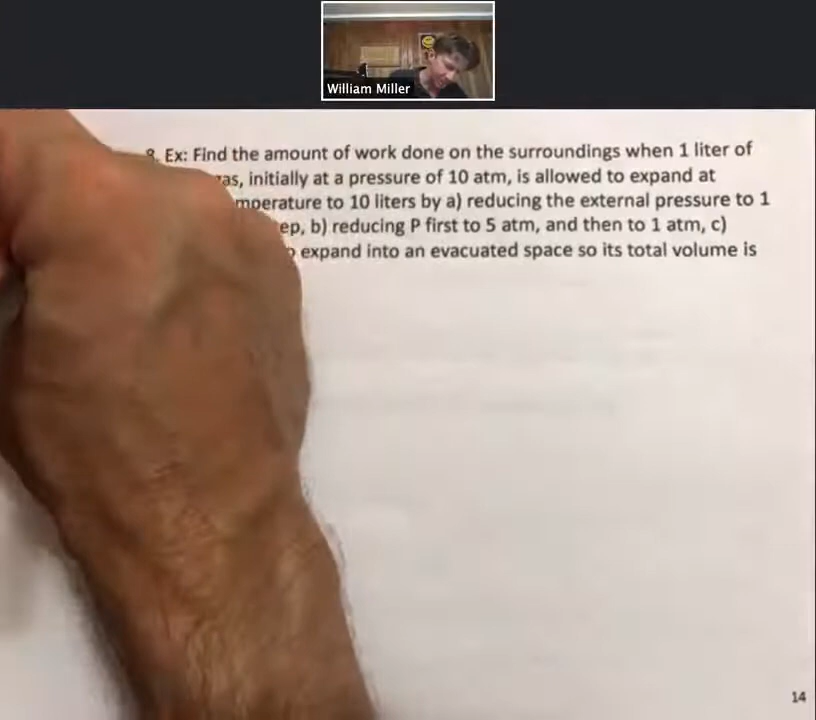 William Miller
8. Ex: Find the amount of work done on the surroundings when 1 liter of
initially at a pressure of 10 atm, is allowed to expand at
to 10 liters by a) reducing the external pressure to 1
b) reducing P first to 5 atm, and then to 1 atm, c)
expand into an evacuated space so its total volume is
14